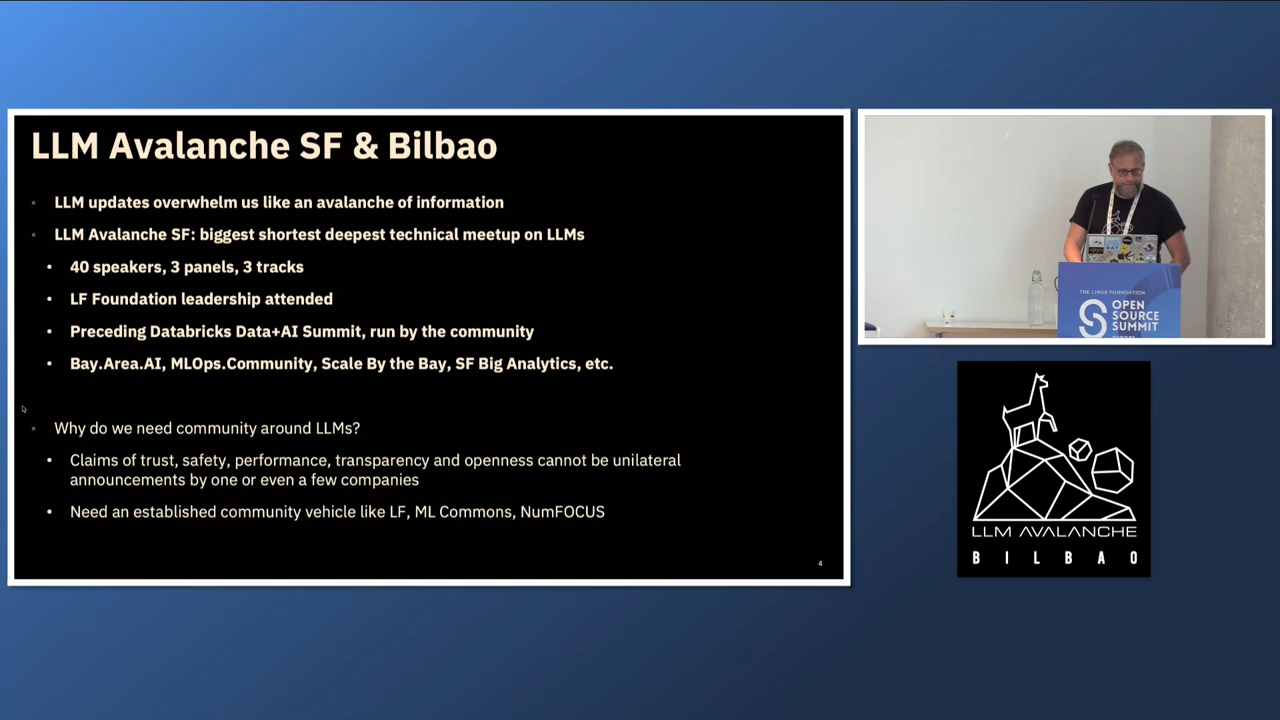 LLM Avalanche SF & Bilbao
LLM updates overwhelm us like an avalanche of information
LLM Avalanche SF: biggest shortest deepest technical meetup on LLMs
40 speakers, 3 panels, 3 tracks
LF Foundation leadership attended
Preceding Databricks Data+AI Summit, run by the community
Bay.Area.AI, MLOps.Community, Scale By the Bay, SF Big Analytics, etc.
Why do we need community around LLMs?
Claims of trust, safety, performance, transparency and openness cannot be unilateral
announcements by one or even a few companies
Need an established community vehicle like LF, ML Commons, NumFOCUS
4
THE LINUX FOUNDATION
OPEN
SOURCE
SUMMIT
LLM AVALANCHE
BILBAO